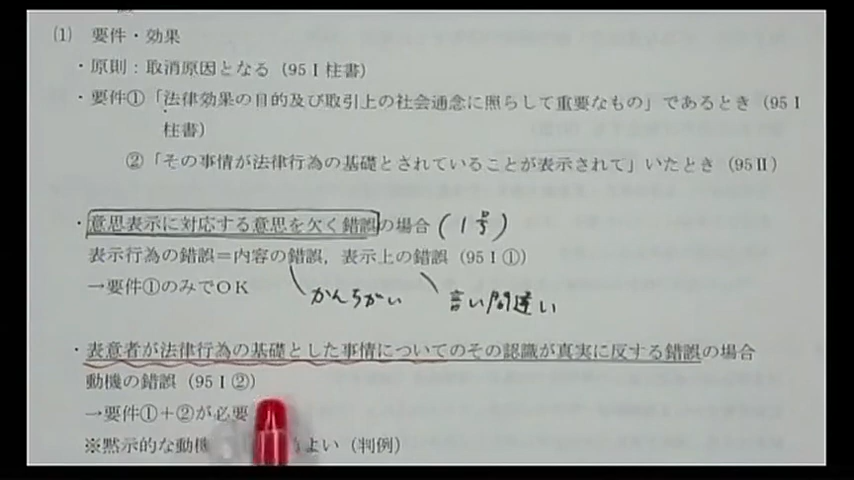 (1) 要件・効果
・原則：取消原因となる（95Ⅰ柱書）
・要件①「法律効果の目的及び取引上の社会通念に照らして重要なもの」であるとき（95Ⅰ
柱書）
②「その事情が法律行為の基礎とされていることが表示されて」いたとき（95Ⅱ）
・意思表示に対応する意思を欠く錯誤の場合（1号）
表示行為の錯誤＝内容の錯誤，表示上の錯誤（95Ⅰ①）
→要件①のみでＯＫ
かんちがい 言い間違い
・表意者が法律行為の基礎とした事情についてのその認識が真実に反する錯誤の場合
動機の錯誤（95Ⅰ②）
→要件①＋②が必要
※黙示的な動機 もよい（判例）